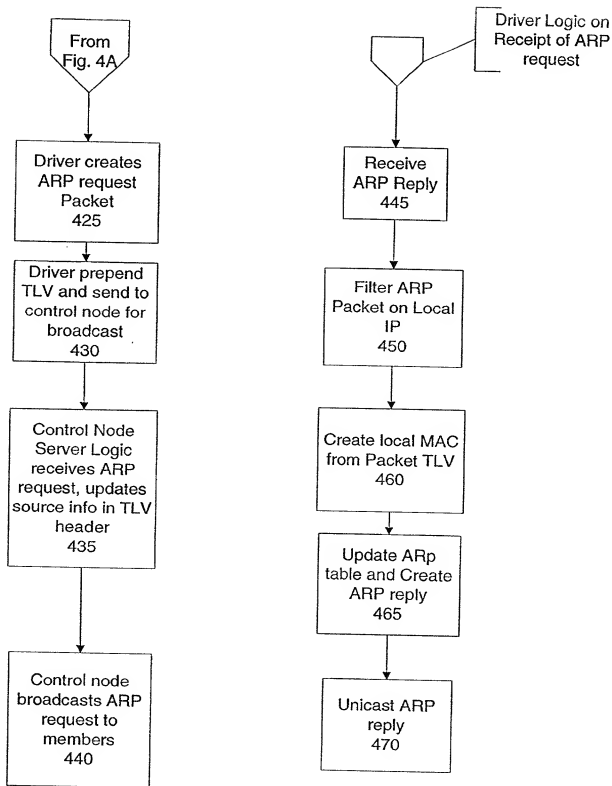 From
Fig. 4A
Driver creates
ARP request
Packet
425
Driver prepend
TLV and send to
control node for
broadcast
430
Control Node
Server Logic
receives ARP
request, updates
source info in TLV
header
435
Control node
broadcasts ARP
request to
members
440
Driver Logic on
Receipt of ARP
request
Receive
ARP Reply
445
Filter ARP
Packet on Local
IP
450
Create local MAC
from Packet TLV
460
Update ARp
table and Create
ARP reply
465
Unicast ARP
reply
470